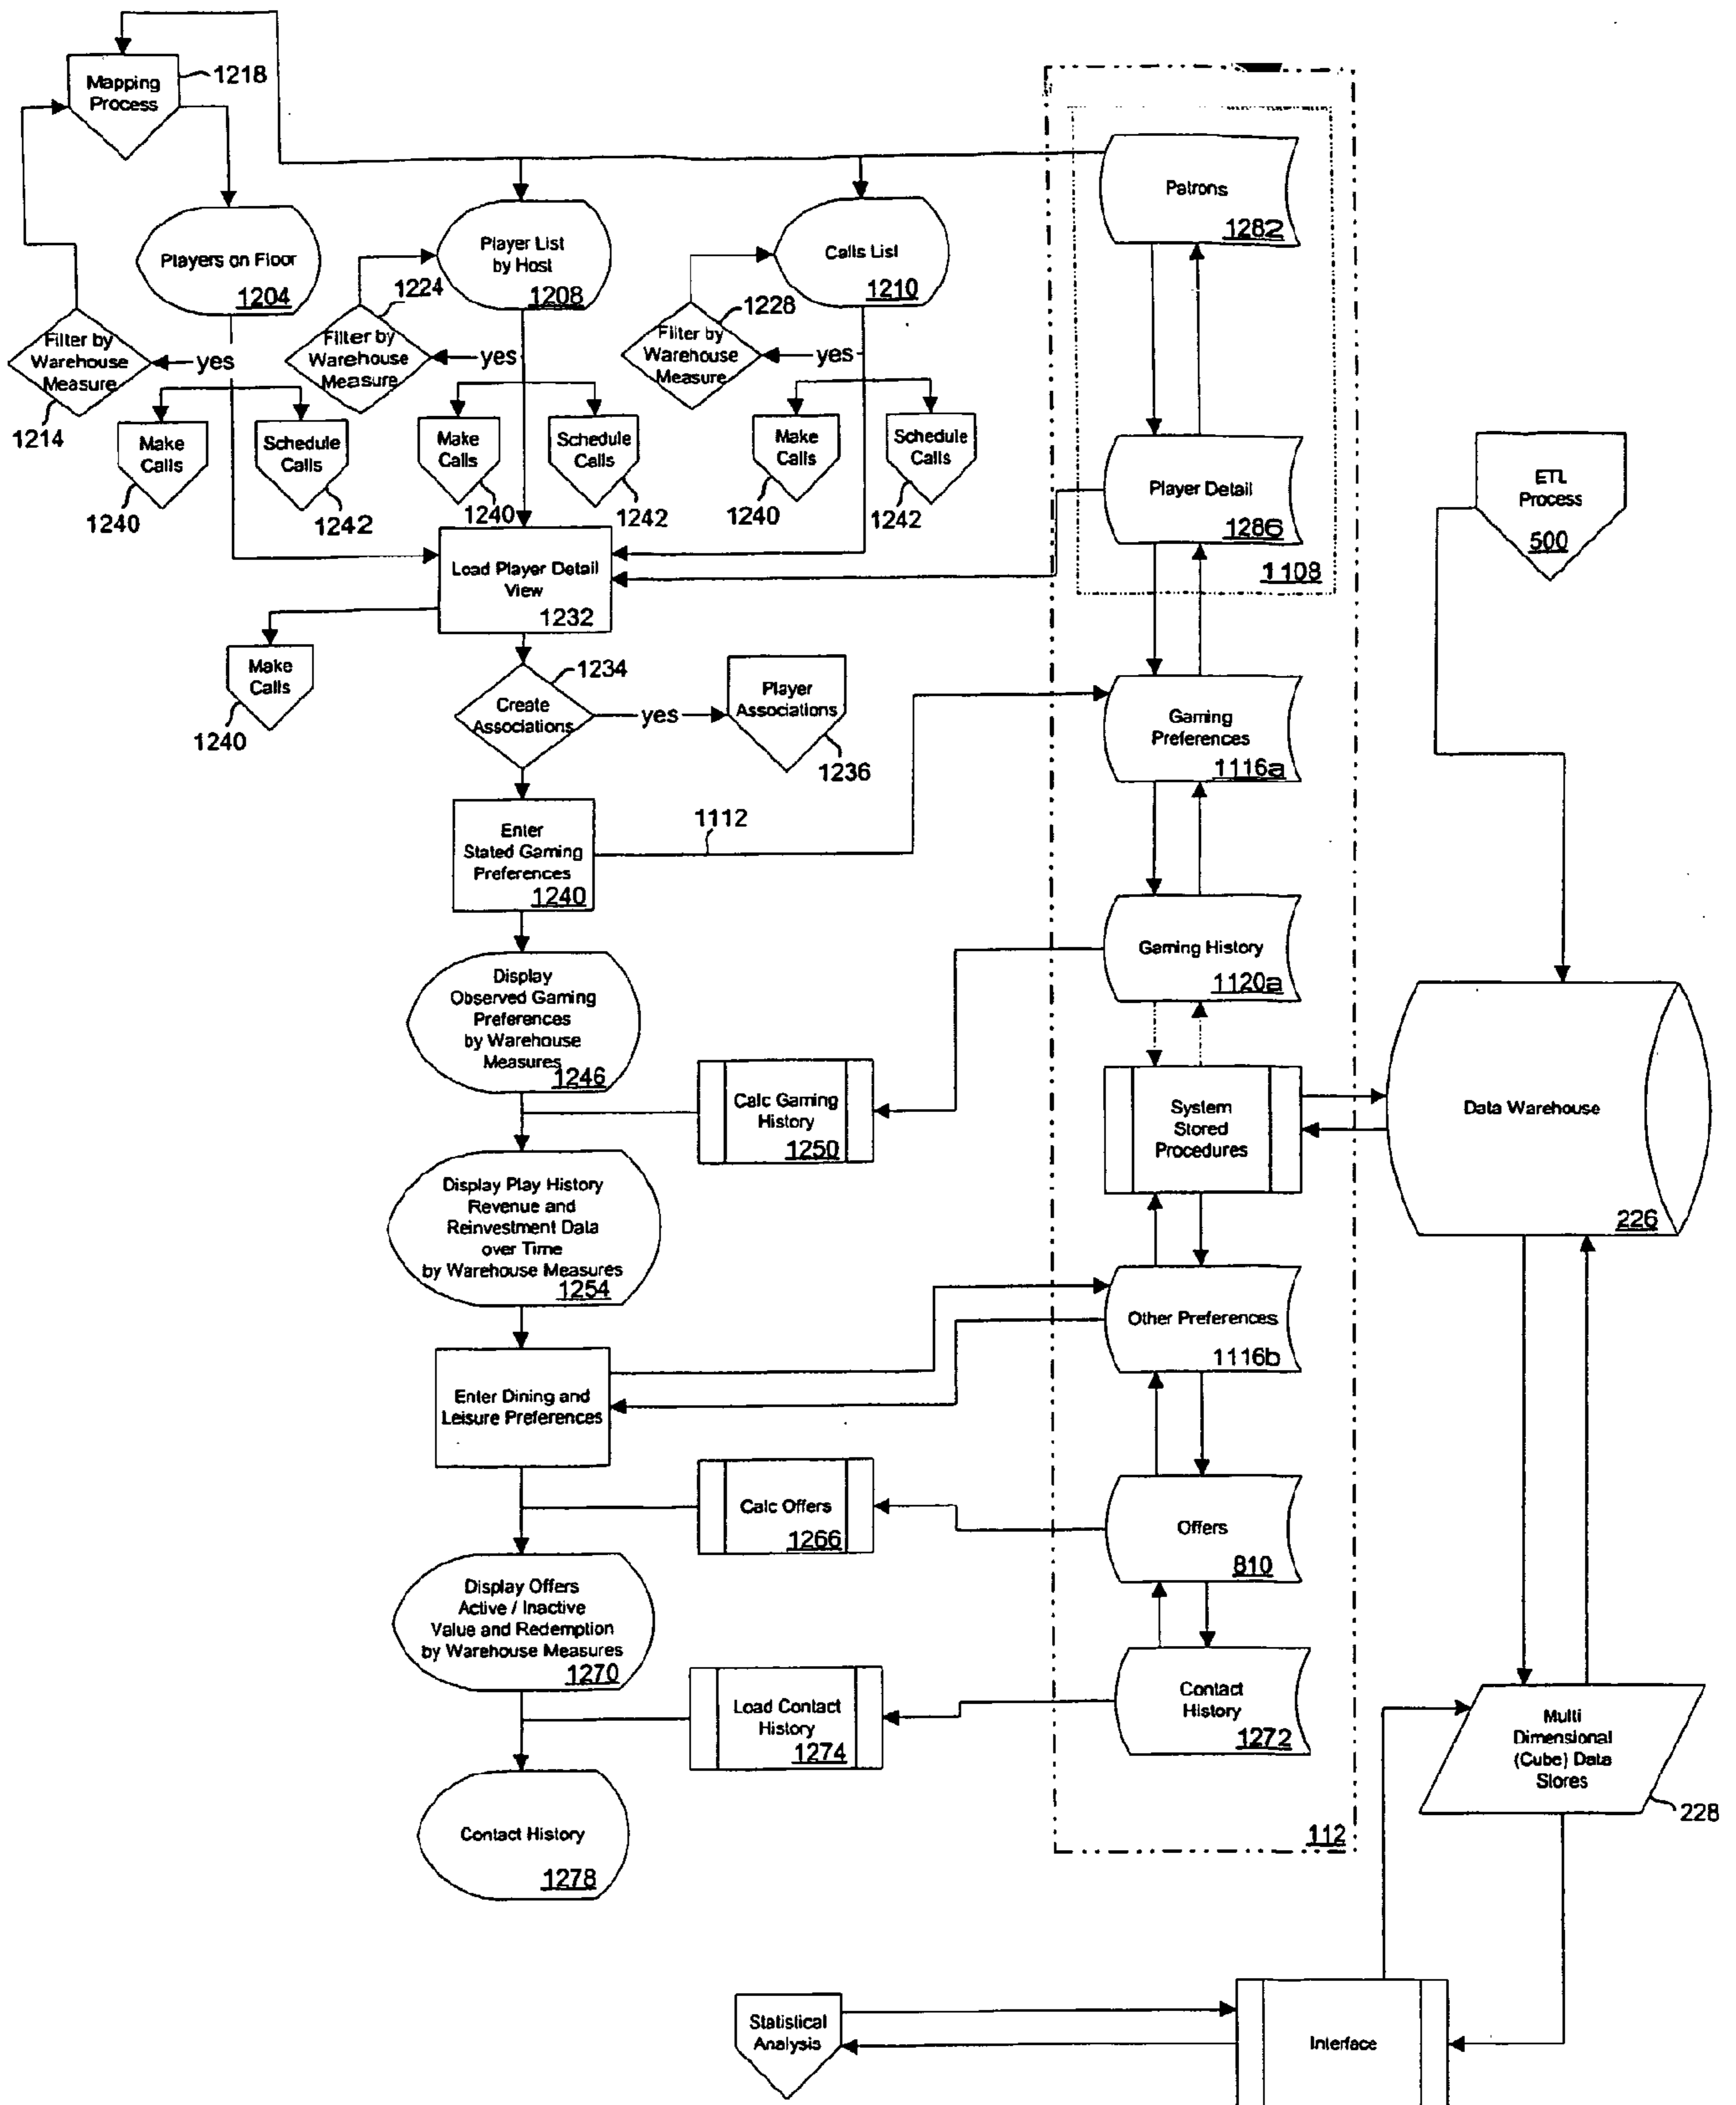 Mapping
Process
1218
Players on Floor
1204
Player List
by Host
1208
Calls List
1210
Patrons
1282
Filter by
Warehouse
Measure
1214
yes
1224
Filter by
Warehouse
Measure
yes
1228
Filter by
Warehouse
Measure
yes
Make
Calls
1240
Schedule
Calls
1242
Make
Calls
1240
Schedule
Calls
1242
Make
Calls
1240
Schedule
Calls
1242
Player Detail
1286
1108
ETL
Process
500
Load Player Detail
View
1232
Make
Calls
1240
1234
Create
Associations
yes
Player
Associations
1236
Gaming
Preferences
1116a
Enter
Stated Gaming
Preferences
1240
1112
Gaming History
1120a
Display
Observed Gaming
Preferences
by Warehouse
Measures
1246
Calc Gaming
History
1250
System
Stored
Procedures
Data Warehouse
226
Display Play History
Revenue and
Reinvestment Data
over Time
by Warehouse Measures
1254
Other Preferences
1116b
Enter Dining and
Leisure Preferences
Calc Offers
1266
Offers
810
Display Offers
Active / Inactive
Value and Redemption
by Warehouse Measures
1270
Load Contact
History
1274
Contact
History
1272
Multi
Dimensional
(Cube) Data
Stores
228
Contact History
1278
112
Statistical
Analysis
Interface